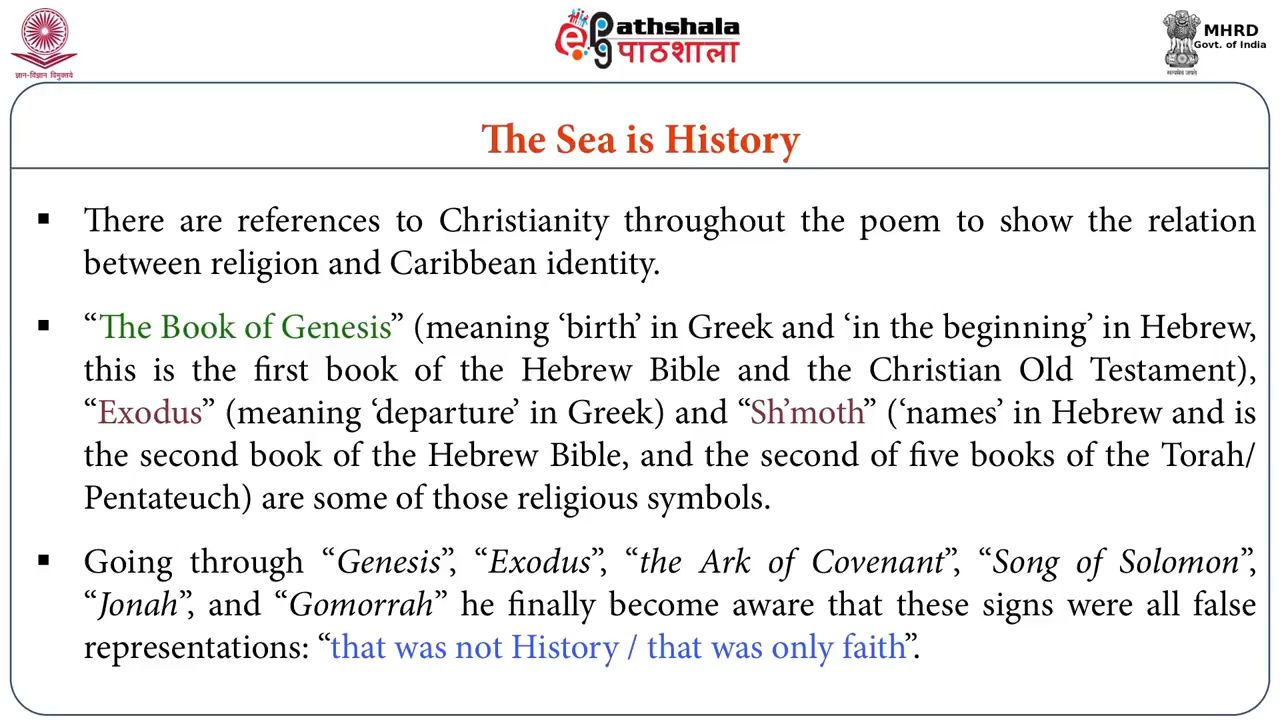 ज्ञान-विज्ञान विमुक्तये
ePathshala
पाठशाला
MHRD
Govt. of India
सत्यमेव जयते
The Sea is History
▪ There are references to Christianity throughout the poem to show the relation
between religion and Caribbean identity.
▪ “The Book of Genesis” (meaning ‘birth’ in Greek and ‘in the beginning’ in Hebrew,
this is the first book of the Hebrew Bible and the Christian Old Testament),
“Exodus” (meaning ‘departure’ in Greek) and “Sh’moth” (‘names’ in Hebrew and is
the second book of the Hebrew Bible, and the second of five books of the Torah/
Pentateuch) are some of those religious symbols.
▪ Going through “Genesis”, “Exodus”, “the Ark of Covenant”, “Song of Solomon”,
“Jonah”, and “Gomorrah” he finally become aware that these signs were all false
representations: “that was not History / that was only faith”.